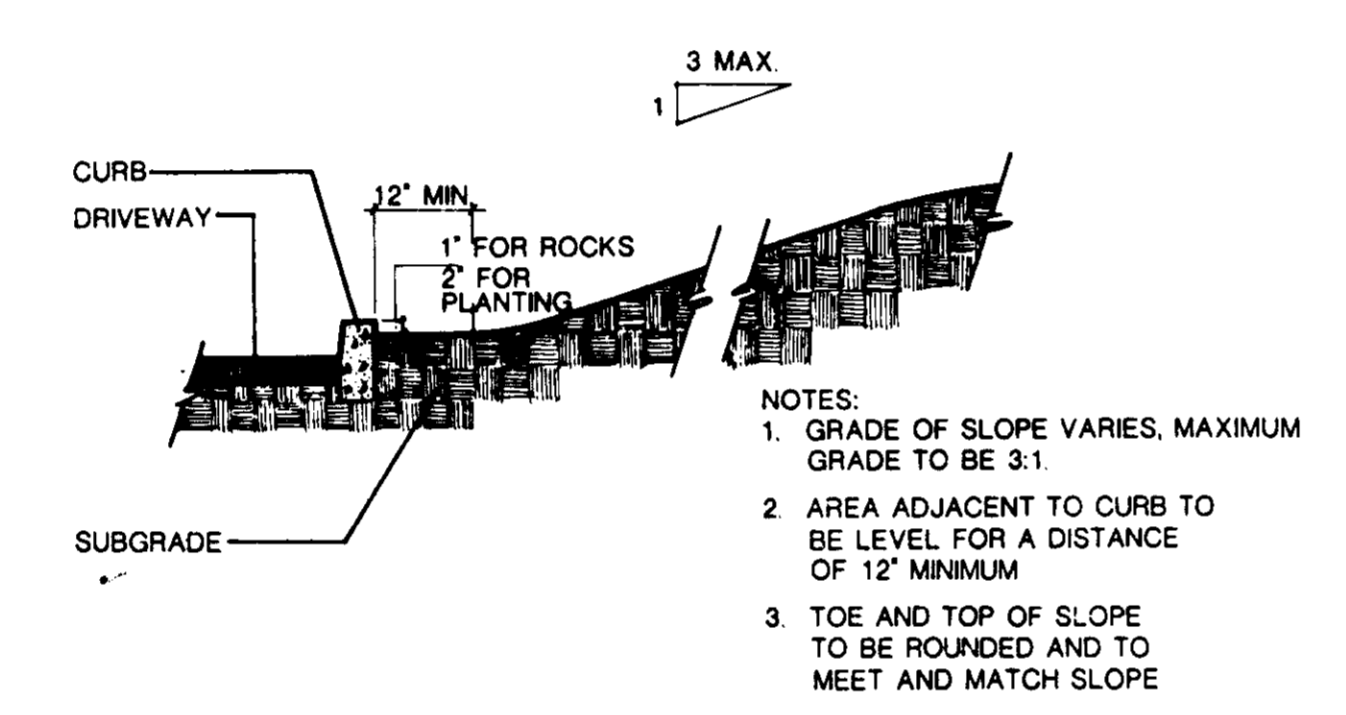 3 MAX.
1
CURB
12" MIN.
DRIVEWAY
1" FOR ROCKS
2" FOR
PLANTING
NOTES:
1. GRADE OF SLOPE VARIES, MAXIMUM
GRADE TO BE 3:1.
2. AREA ADJACENT TO CURB TO
BE LEVEL FOR A DISTANCE
OF 12" MINIMUM
SUBGRADE
3. TOE AND TOP OF SLOPE
TO BE ROUNDED AND TO
MEET AND MATCH SLOPE